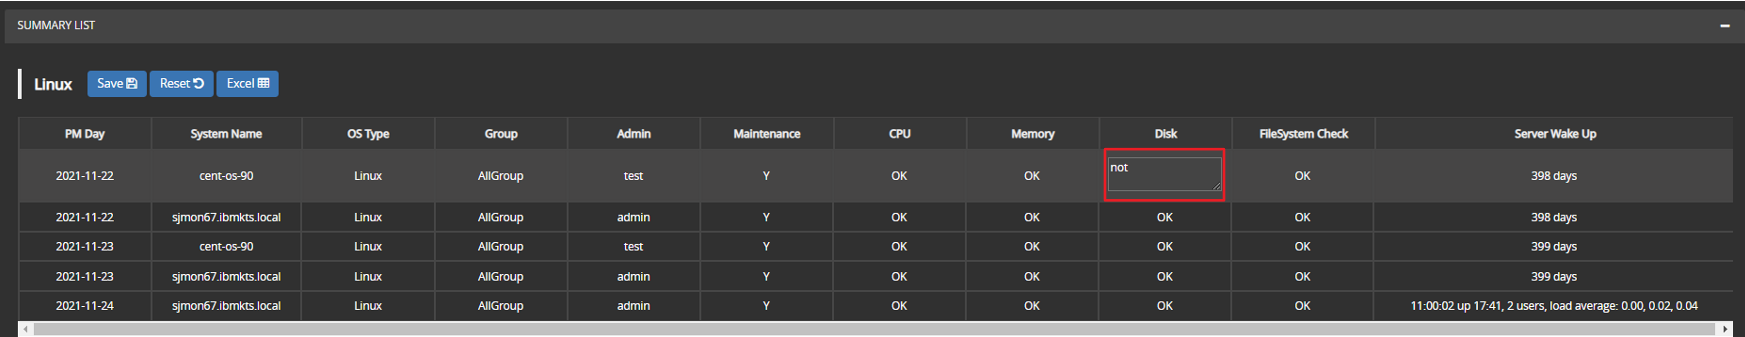 SUMMARY LIST
Linux Save Reset Excel
PM Day System Name OS Type Group Admin Maintenance CPU Memory Disk FileSystem Check Server Wake Up
2021-11-22 cent-os-90 Linux AllGroup test Y OK OK not OK 398 days
2021-11-22 sjmon67.ibmkts.local Linux AllGroup admin Y OK OK OK OK 398 days
2021-11-23 cent-os-90 Linux AllGroup test Y OK OK OK OK 399 days
2021-11-23 sjmon67.ibmkts.local Linux AllGroup admin Y OK OK OK OK 399 days
2021-11-24 sjmon67.ibmkts.local Linux AllGroup admin Y OK OK OK OK 11:00:02 up 17:41, 2 users, load average: 0.00, 0.02, 0.04